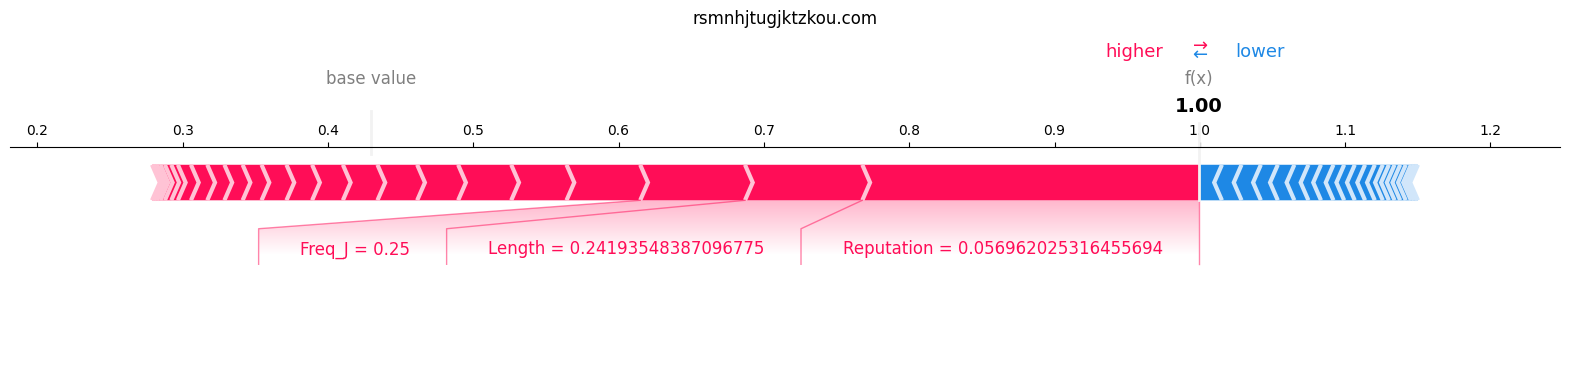 rsmnhjtugjktzkou.com
higher ⇄ lower
base value f(x)
1.00
0.2 0.3 0.4 0.5 0.6 0.7 0.8 0.9 1.0 1.1 1.2
Freq_J = 0.25 Length = 0.24193548387096775 Reputation = 0.056962025316455694